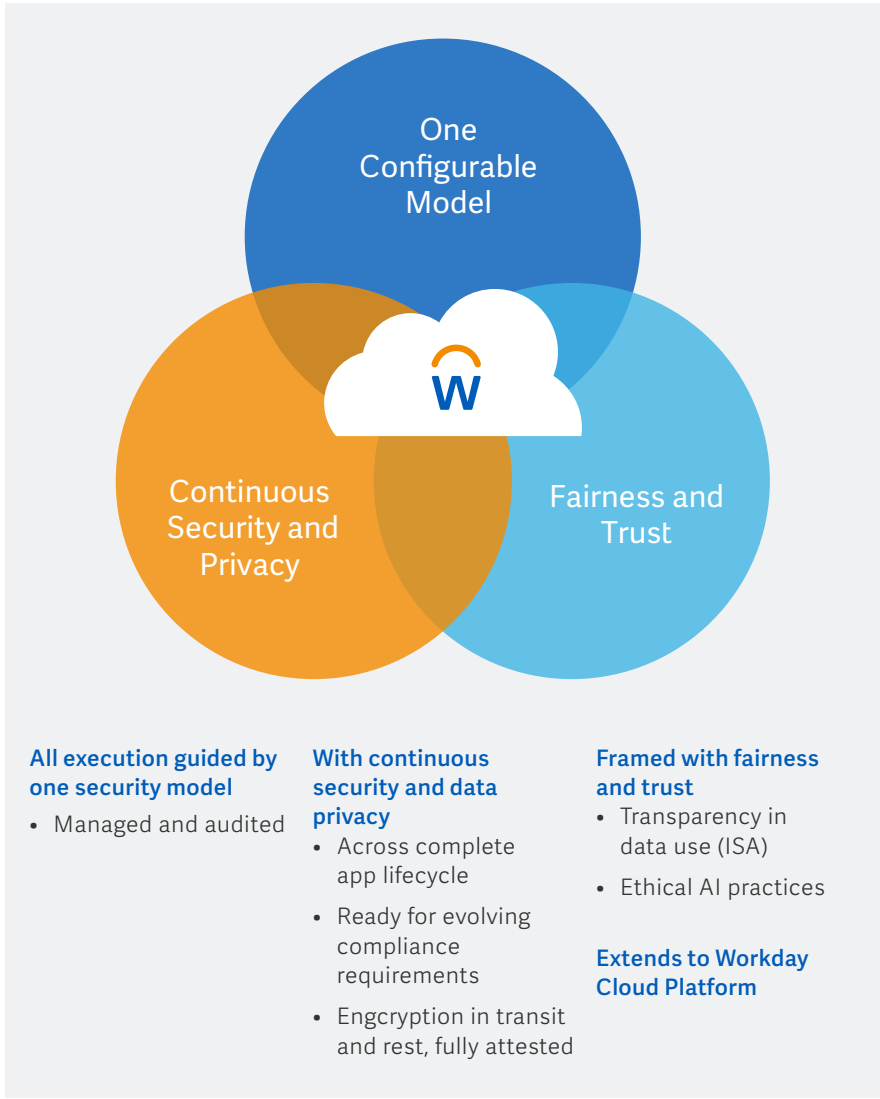 One
Configurable
Model
W
Continuous
Security and
Privacy
Fairness and
Trust
All execution guided by
one security model
• Managed and audited
With continuous
security and data
privacy
• Across complete
app lifecycle
• Ready for evolving
compliance
requirements
• Engcryption in transit
and rest, fully attested
Framed with fairness
and trust
• Transparency in
data use (ISA)
• Ethical AI practices
Extends to Workday
Cloud Platform